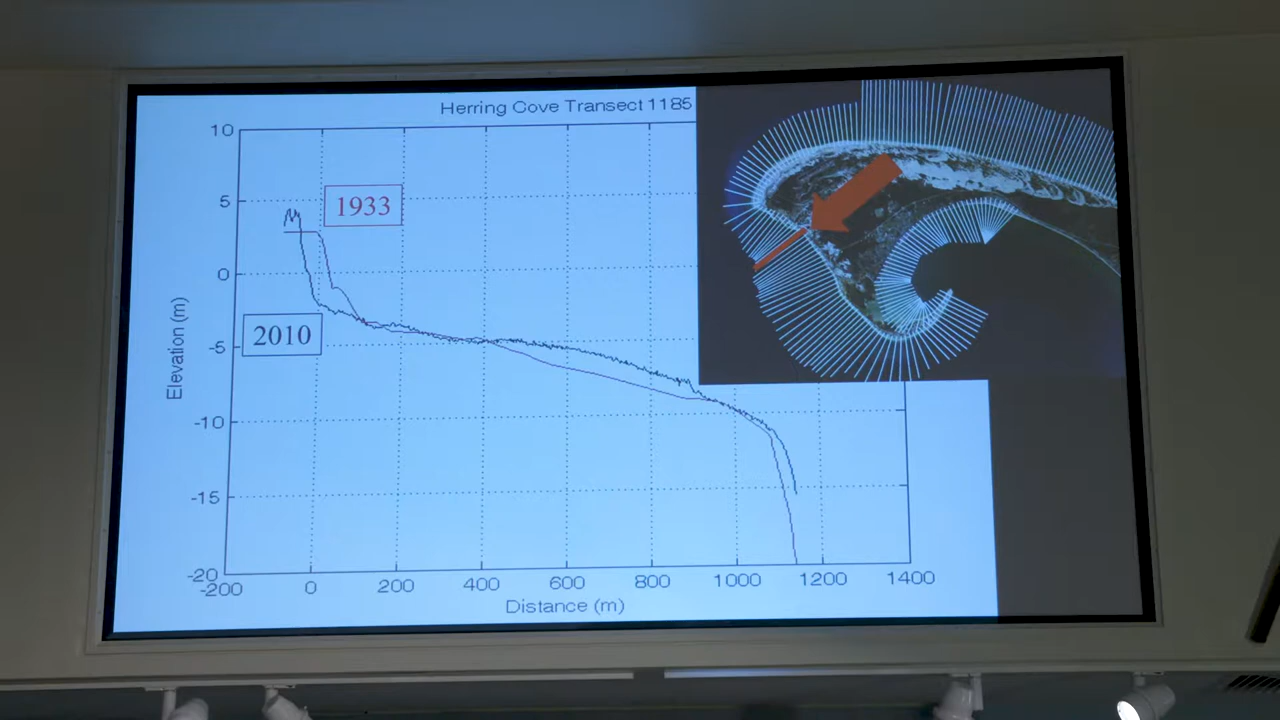 Herring Cove Transect 1185
10
5
0
-5
-10
-15
-20
1933
2010
Elevation (m)
-200 0 200 400 600 800 1000 1200 1400
Distance (m)